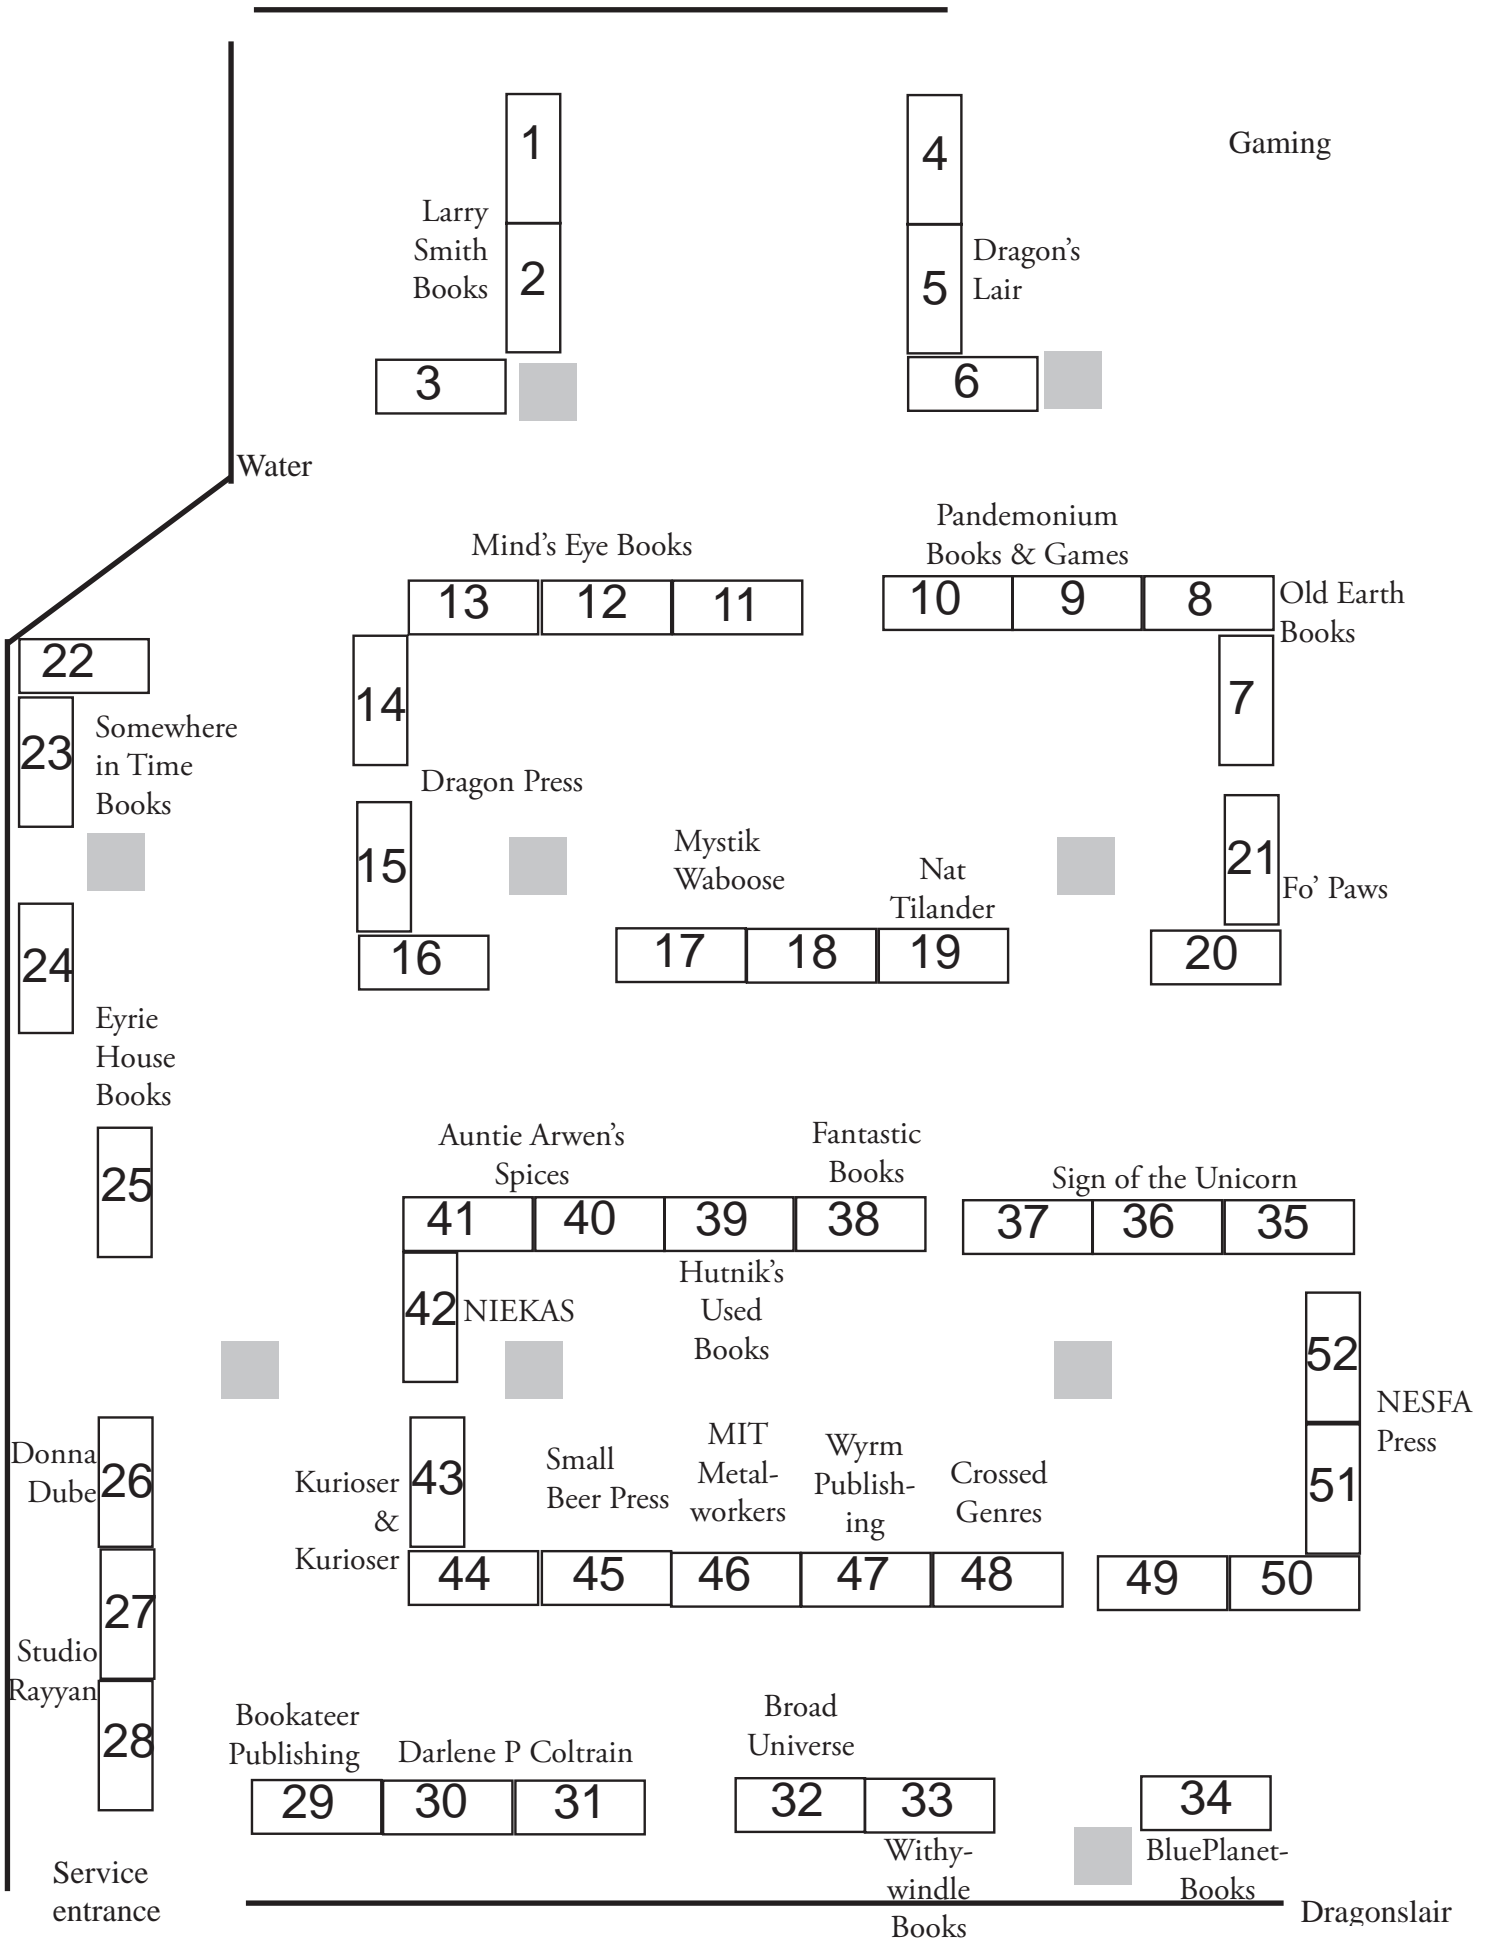 1
4
Gaming
Larry
Smith
Books
2
5
Dragon's
Lair
3
6
Water
Mind's Eye Books
Pandemonium
Books & Games
13
12
11
10
9
8
Old Earth
Books
22
14
7
23
Somewhere
in Time
Books
Dragon Press
15
Mystik
Waboose
Nat
Tilander
21
Fo' Paws
24
16
17
18
19
20
Eyrie
House
Books
25
Auntie Arwen's
Spices
Fantastic
Books
Sign of the Unicorn
41
40
39
38
37
36
35
42
NIEKAS
Hutnik's
Used
Books
52
NESFA
Press
51
Donna
Dube
26
Kurioser
&
Kurioser
43
Small
Beer Press
MIT
Metal-
workers
Wyrm
Publish-
ing
Crossed
Genres
44
45
46
47
48
49
50
27
Studio
Rayyan
28
Bookateer
Publishing
Darlene P Coltrain
Broad
Universe
29
30
31
32
33
34
Withy-
windle
Books
BluePlanet-
Books
Service
entrance
Dragonslair